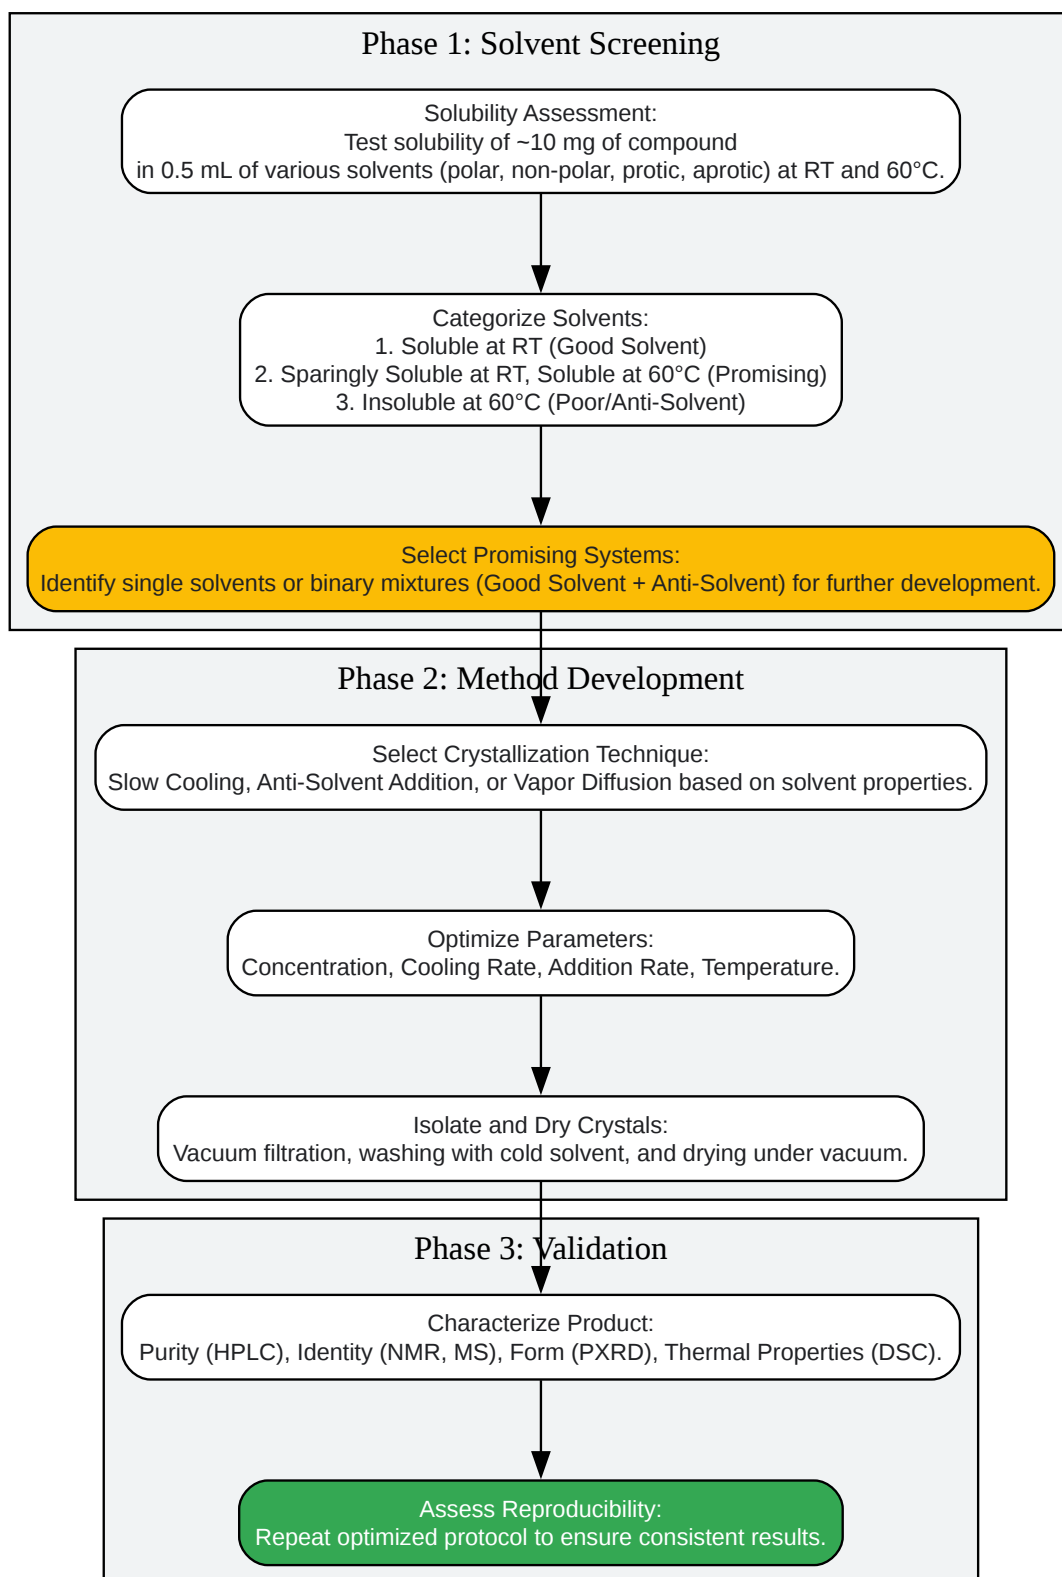 Phase 1: Solvent Screening
Solubility Assessment:
Test solubility of ~10 mg of compound
in 0.5 mL of various solvents (polar, non-polar, protic, aprotic) at RT and 60°C.
Categorize Solvents:
1. Soluble at RT (Good Solvent)
2. Sparingly Soluble at RT, Soluble at 60°C (Promising)
3. Insoluble at 60°C (Poor/Anti-Solvent)
Select Promising Systems:
Identify single solvents or binary mixtures (Good Solvent + Anti-Solvent) for further development.
Phase 2: Method Development
Select Crystallization Technique:
Slow Cooling, Anti-Solvent Addition, or Vapor Diffusion based on solvent properties.
Optimize Parameters:
Concentration, Cooling Rate, Addition Rate, Temperature.
Isolate and Dry Crystals:
Vacuum filtration, washing with cold solvent, and drying under vacuum.
Phase 3: Validation
Characterize Product:
Purity (HPLC), Identity (NMR, MS), Form (PXRD), Thermal Properties (DSC).
Assess Reproducibility:
Repeat optimized protocol to ensure consistent results.